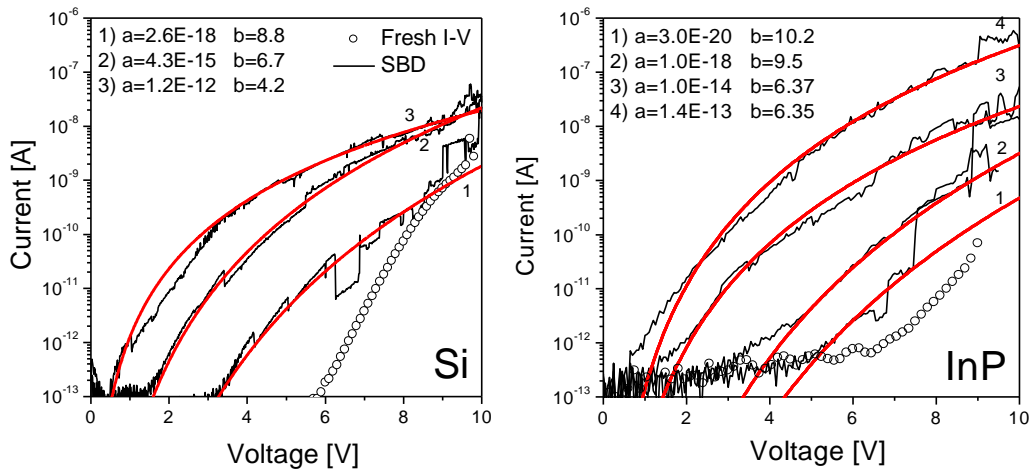 1) a=2.6E-18 b=8.8
2) a=4.3E-15 b=6.7
3) a=1.2E-12 b=4.2
Fresh I-V
SBD
3
2
1
Si
10^-6
10^-7
10^-8
10^-9
10^-10
10^-11
10^-12
10^-13
Current [A]
0 2 4 6 8 10
Voltage [V]
1) a=3.0E-20 b=10.2
2) a=1.0E-18 b=9.5
3) a=1.0E-14 b=6.37
4) a=1.4E-13 b=6.35
4
3
2
1
InP
10^-6
10^-7
10^-8
10^-9
10^-10
10^-11
10^-12
10^-13
Current [A]
0 2 4 6 8 10
Voltage [V]